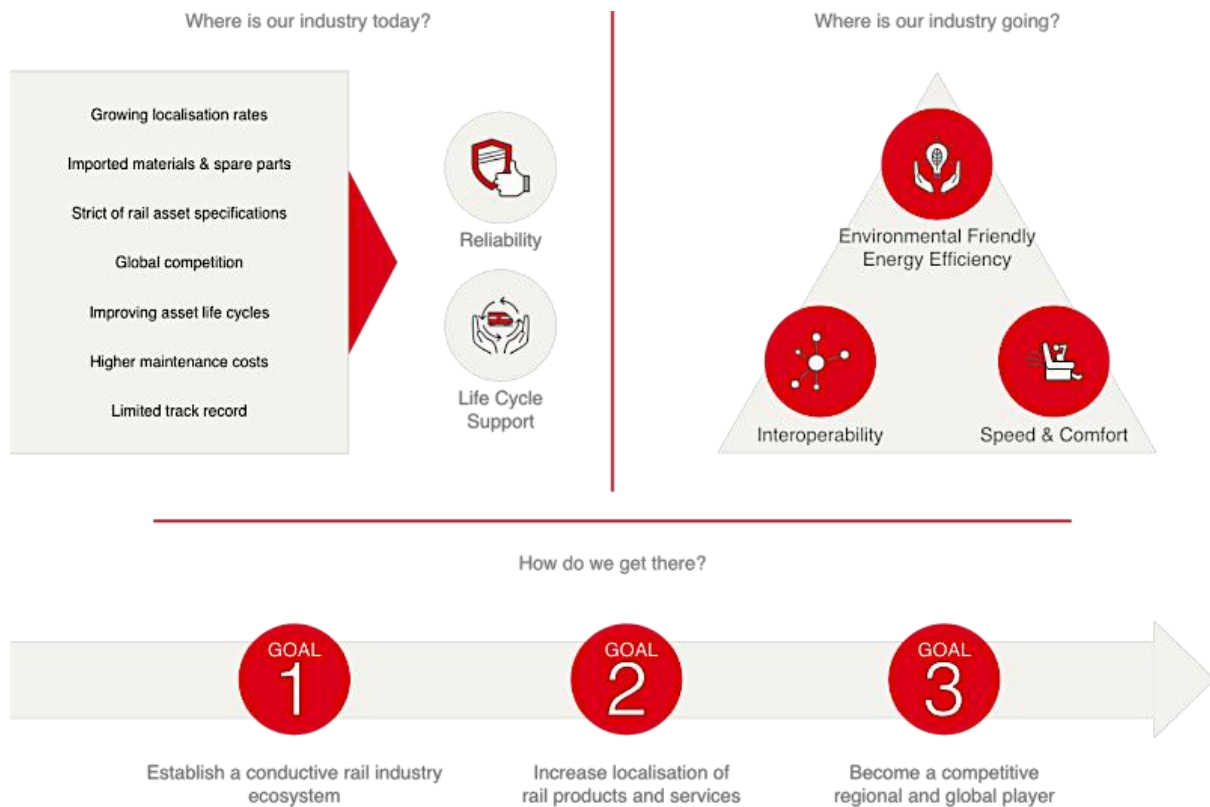 Where is our industry today?
Growing localisation rates
Imported materials & spare parts
Strict of rail asset specifications
Global competition
Improving asset life cycles
Higher maintenance costs
Limited track record
Reliability
Life Cycle
Support
Where is our industry going?
Environmental Friendly
Energy Efficiency
Interoperability
Speed & Comfort
How do we get there?
GOAL
1
Establish a conductive rail industry
ecosystem
GOAL
2
Increase localisation of
rail products and services
GOAL
3
Become a competitive
regional and global player